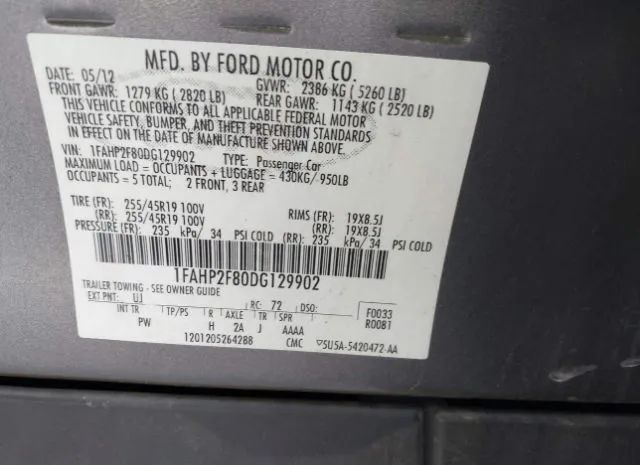 MFD. BY FORD MOTOR CO.
DATE: 05/12 GVWR: 2386 KG ( 5260 LB)
FRONT GAWR: 1279 KG ( 2820 LB) REAR GAWR: 1143 KG ( 2520 LB)
THIS VEHICLE CONFORMS TO ALL APPLICABLE FEDERAL MOTOR
VEHICLE SAFETY, BUMPER, AND THEFT PREVENTION STANDARDS
IN EFFECT ON THE DATE OF MANUFACTURE SHOWN ABOVE.
VIN: 1FAHP2F80DG129902 TYPE: Passenger Car
MAXIMUM LOAD = OCCUPANTS + LUGGAGE = 430KG/950LB
OCCUPANTS = 5 TOTAL; 2 FRONT, 3 REAR
TIRE (FR): 255/45R19 100V RIMS (FR): 19X8.5J
(RR): 255/45R19 100V (RR): 19X8.5J
PRESSURE (FR): 235 kPa/ 34 PSI COLD (RR): 235 kPa/ 34 PSI COLD
1FAHP2F80DG129902
TRAILER TOWING - SEE OWNER GUIDE
EXT PNT: UJ RC: 72 DSO: F0033
R0081
INT TR TP/PS R AXLE TR SPR
PW H 2A J AAAA
1201205264288 CMC 5U5A-5420472-AA